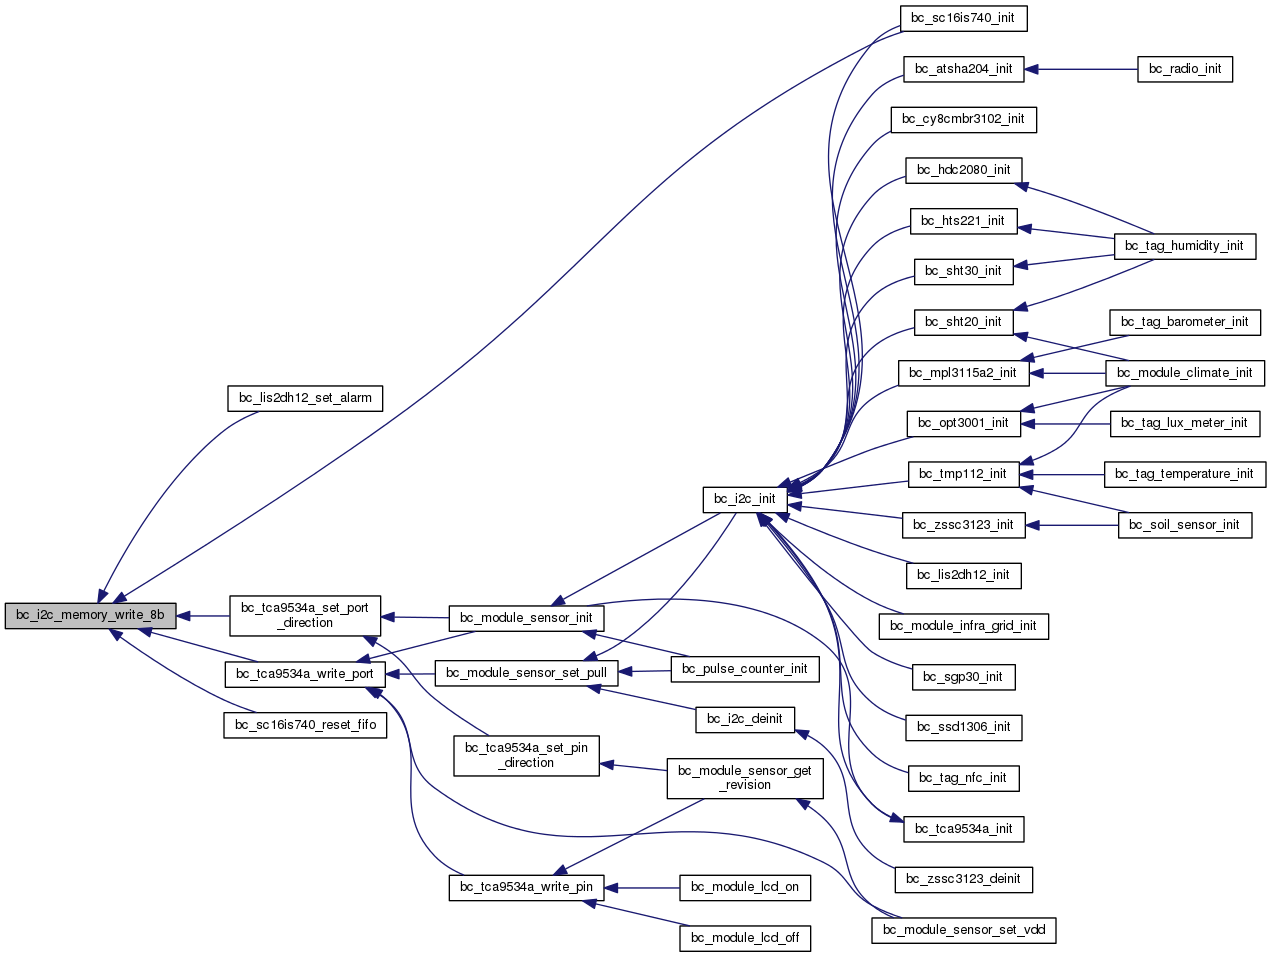 bc_sc16is740_init
bc_atsha204_init
bc_radio_init
bc_cy8cmbr3102_init
bc_hdc2080_init
bc_hts221_init
bc_tag_humidity_init
bc_sht30_init
bc_sht20_init
bc_tag_barometer_init
bc_mpl3115a2_init
bc_module_climate_init
bc_lis2dh12_set_alarm
bc_opt3001_init
bc_tag_lux_meter_init
bc_tmp112_init
bc_tag_temperature_init
bc_i2c_init
bc_zssc3123_init
bc_soil_sensor_init
bc_lis2dh12_init
bc_i2c_memory_write_8b
bc_tca9534a_set_port
_direction
bc_module_sensor_init
bc_module_infra_grid_init
bc_tca9534a_write_port
bc_module_sensor_set_pull
bc_pulse_counter_init
bc_sgp30_init
bc_sc16is740_reset_fifo
bc_i2c_deinit
bc_ssd1306_init
bc_tca9534a_set_pin
_direction
bc_module_sensor_get
_revision
bc_tag_nfc_init
bc_tca9534a_init
bc_tca9534a_write_pin
bc_module_lcd_on
bc_zssc3123_deinit
bc_module_lcd_off
bc_module_sensor_set_vdd